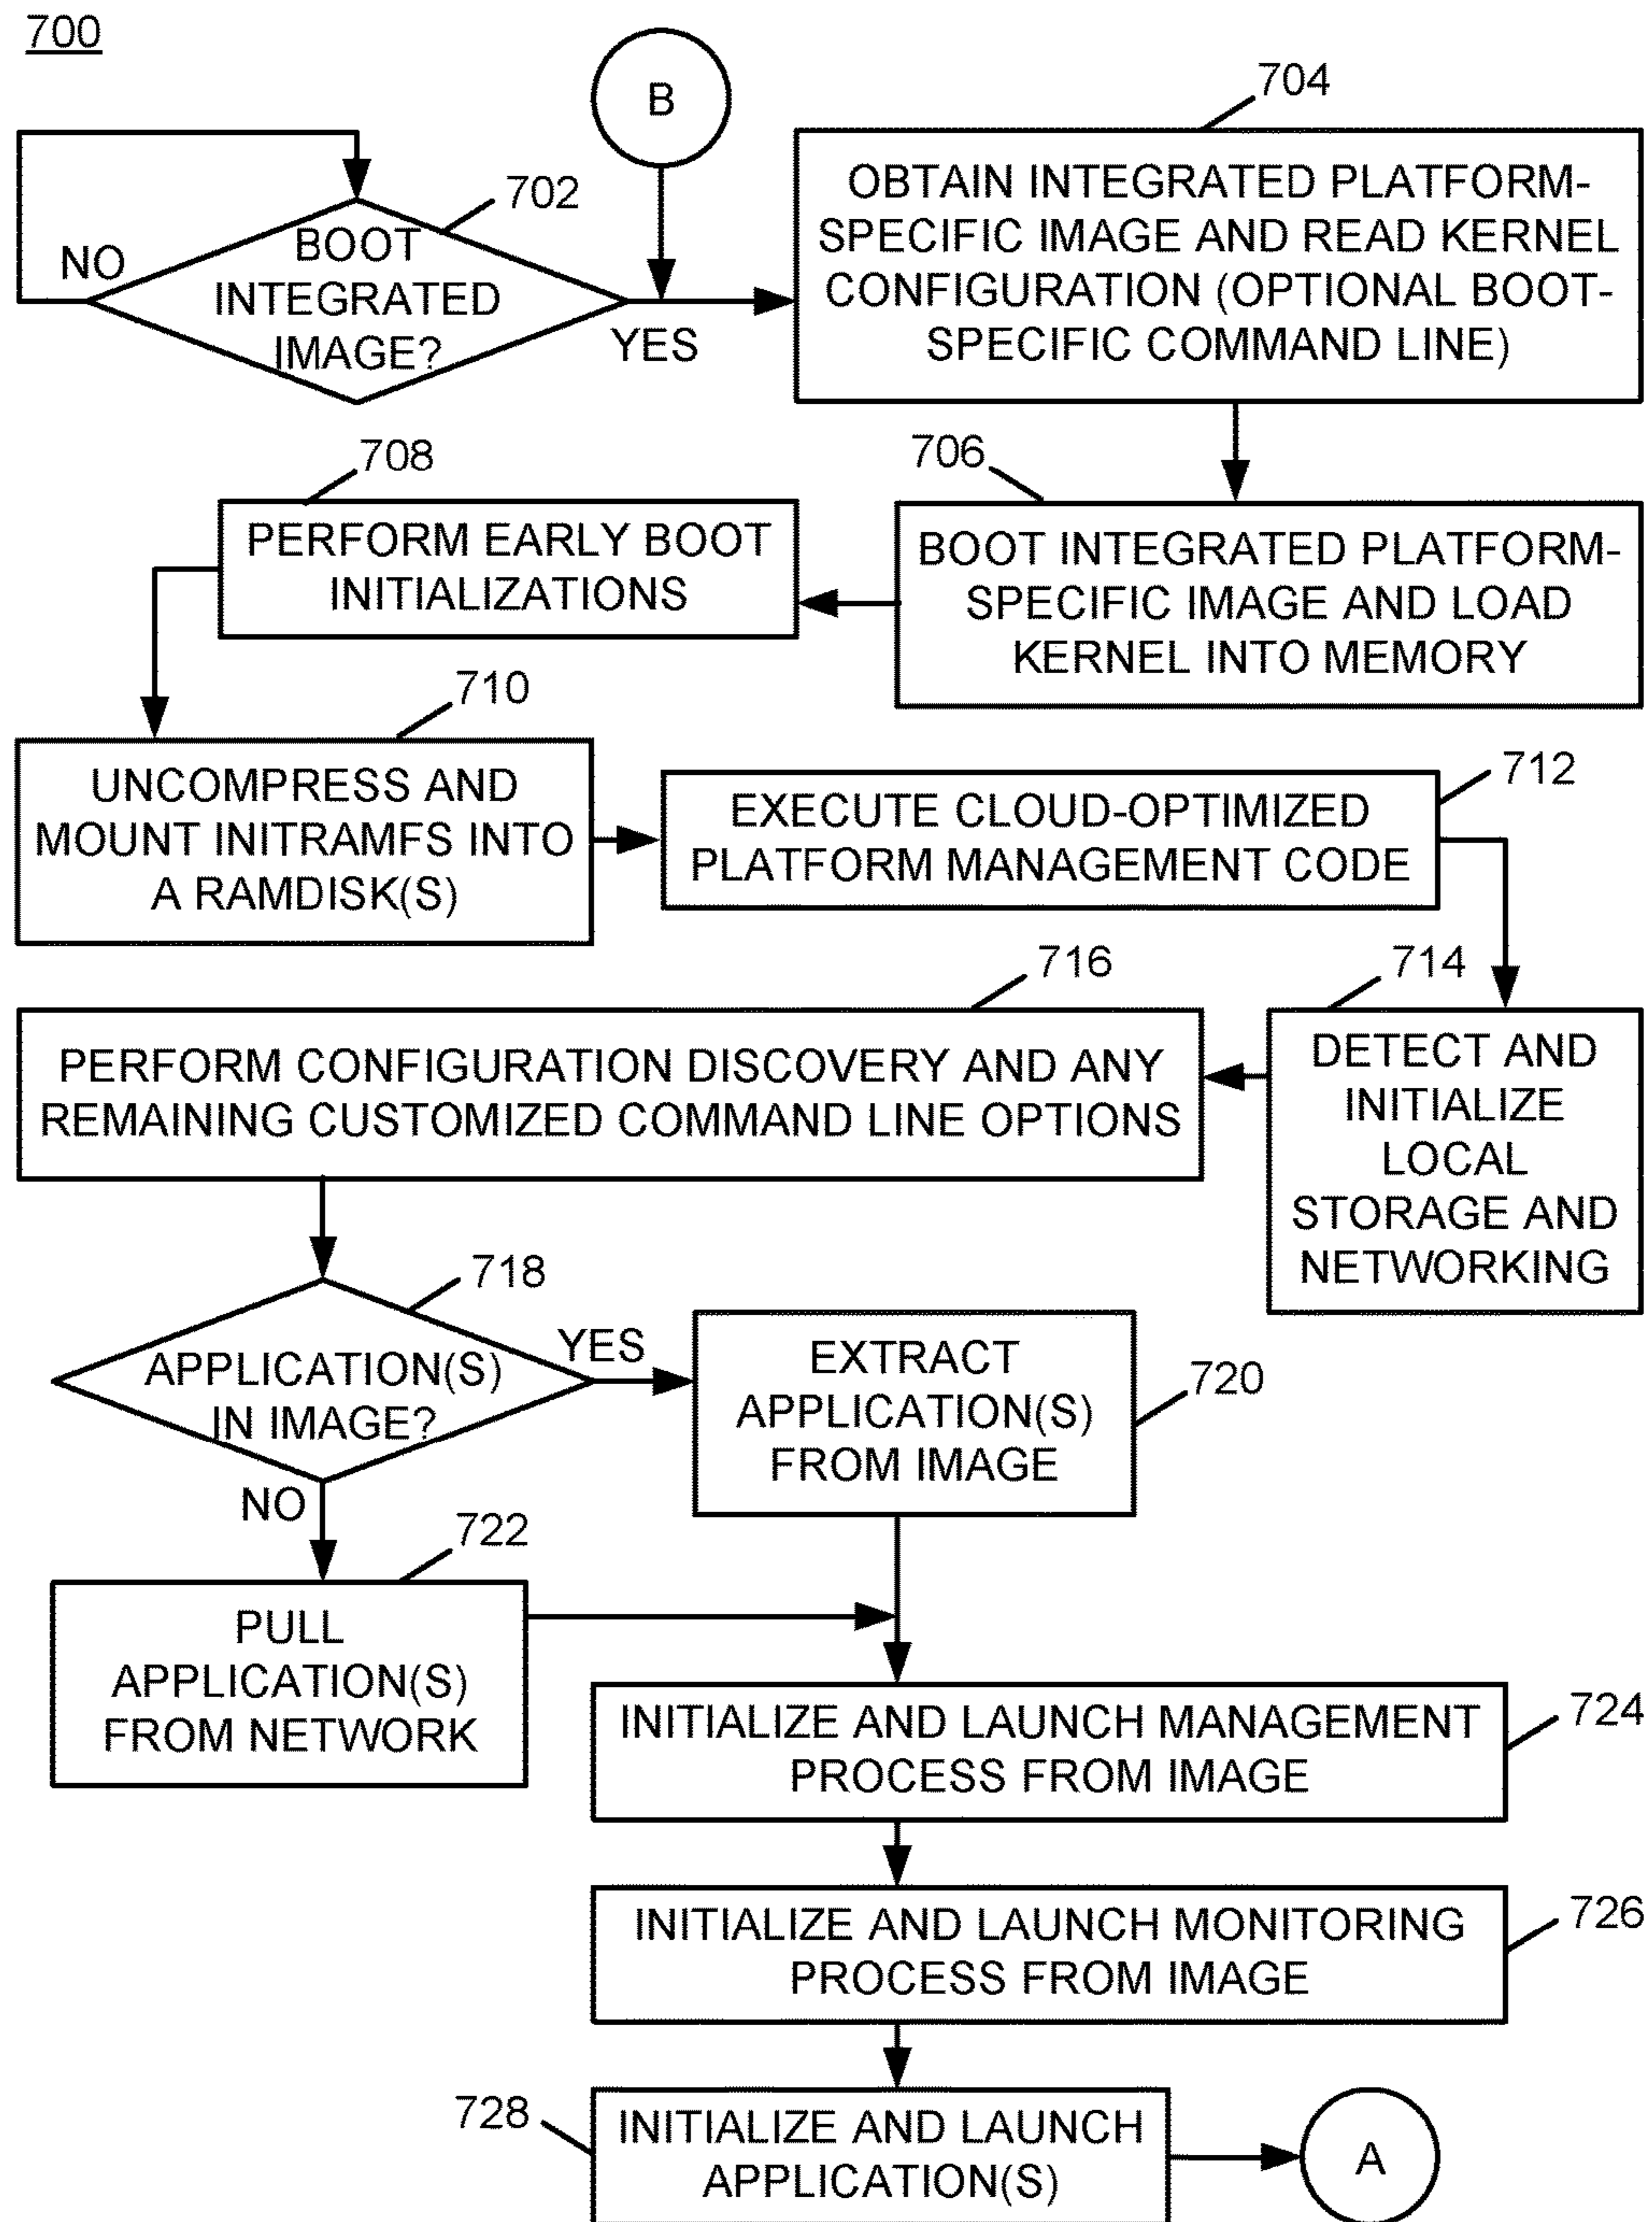 700
B
704
OBTAIN INTEGRATED PLATFORM-
SPECIFIC IMAGE AND READ KERNEL
CONFIGURATION (OPTIONAL BOOT-
SPECIFIC COMMAND LINE)
702
NO
BOOT
INTEGRATED
IMAGE?
YES
708
PERFORM EARLY BOOT
INITIALIZATIONS
706
BOOT INTEGRATED PLATFORM-
SPECIFIC IMAGE AND LOAD
KERNEL INTO MEMORY
710
UNCOMPRESS AND
MOUNT INITRAMFS INTO
A RAMDISK(S)
712
EXECUTE CLOUD-OPTIMIZED
PLATFORM MANAGEMENT CODE
716
PERFORM CONFIGURATION DISCOVERY AND ANY
REMAINING CUSTOMIZED COMMAND LINE OPTIONS
714
DETECT AND
INITIALIZE
LOCAL
STORAGE AND
NETWORKING
718
APPLICATION(S)
IN IMAGE?
YES
EXTRACT
APPLICATION(S)
FROM IMAGE
720
NO
722
PULL
APPLICATION(S)
FROM NETWORK
INITIALIZE AND LAUNCH MANAGEMENT
PROCESS FROM IMAGE
724
INITIALIZE AND LAUNCH MONITORING
PROCESS FROM IMAGE
726
728
INITIALIZE AND LAUNCH
APPLICATION(S)
A